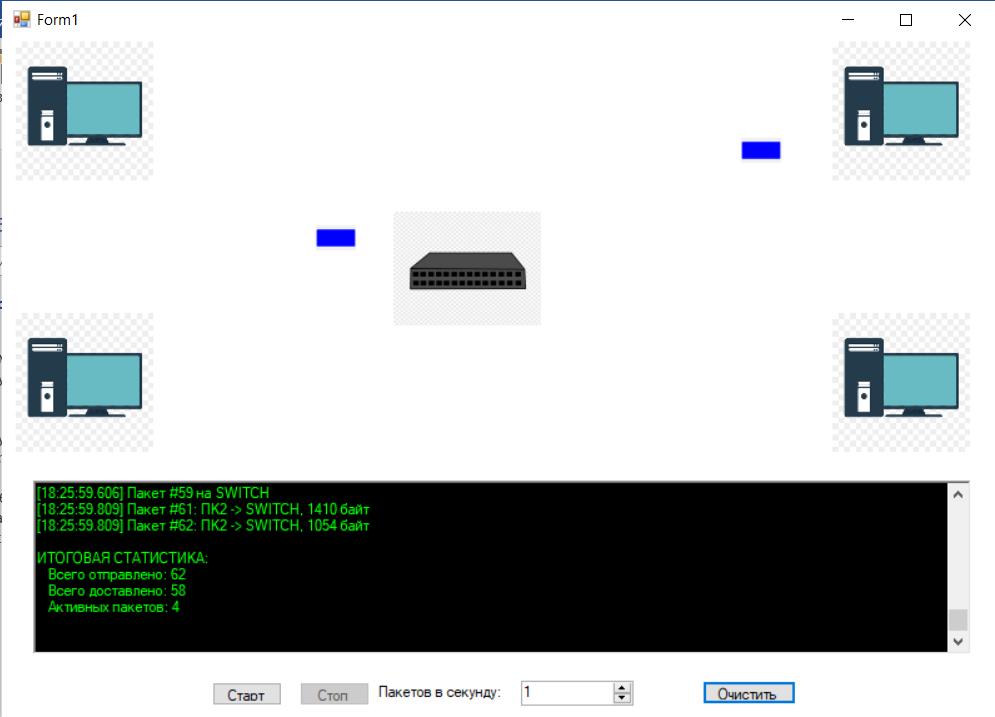 Form1
[18:25:59.606] Пакет #59 на SWITCH
[18:25:59.809] Пакет #61: ПК2 -> SWITCH, 1410 байт
[18:25:59.809] Пакет #62: ПК2 -> SWITCH, 1054 байт
ИТОГОВАЯ СТАТИСТИКА:
Всего отправлено: 62
Всего доставлено: 58
Активных пакетов: 4
Старт Стоп Пакетов в секунду: 1 Очистить